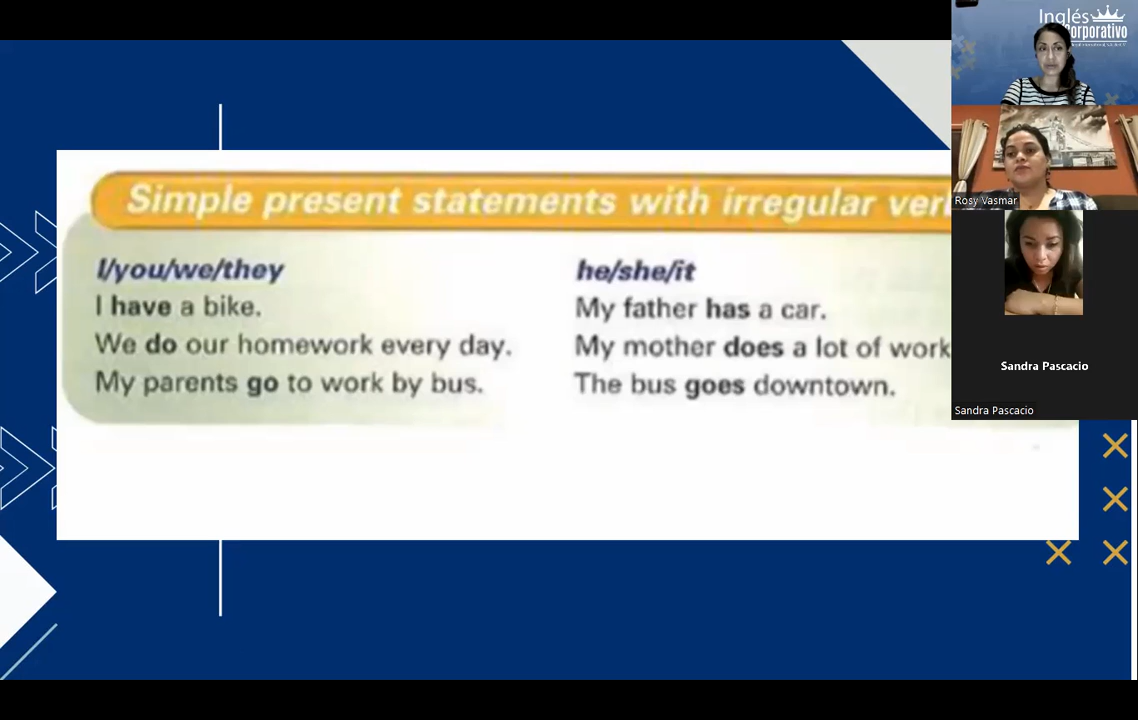 Inglés
Corporativo
Simple present statements with irregular
I/you/we/they
I have a bike.
We do our homework every day.
My parents go to work by bus.
he/she/it
My father has a car.
My mother does a lot of work
The bus goes downtown.
Rosy Vasmar
Sandra Pascacio
Sandra Pascacio